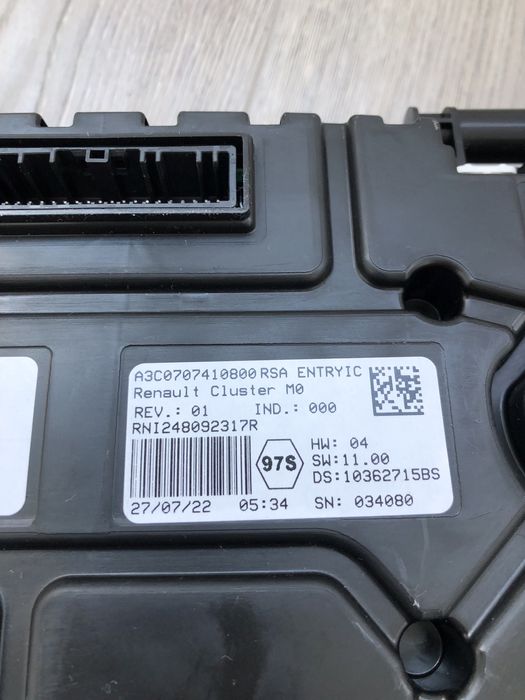 A3C0707410800 RSA ENTRYIC
Renault Cluster M0
REV.: 01 IND.: 000
RNI248092317R
97S
HW: 04
SW:11.00
DS:10362715BS
27/07/22 05:34 SN: 034080